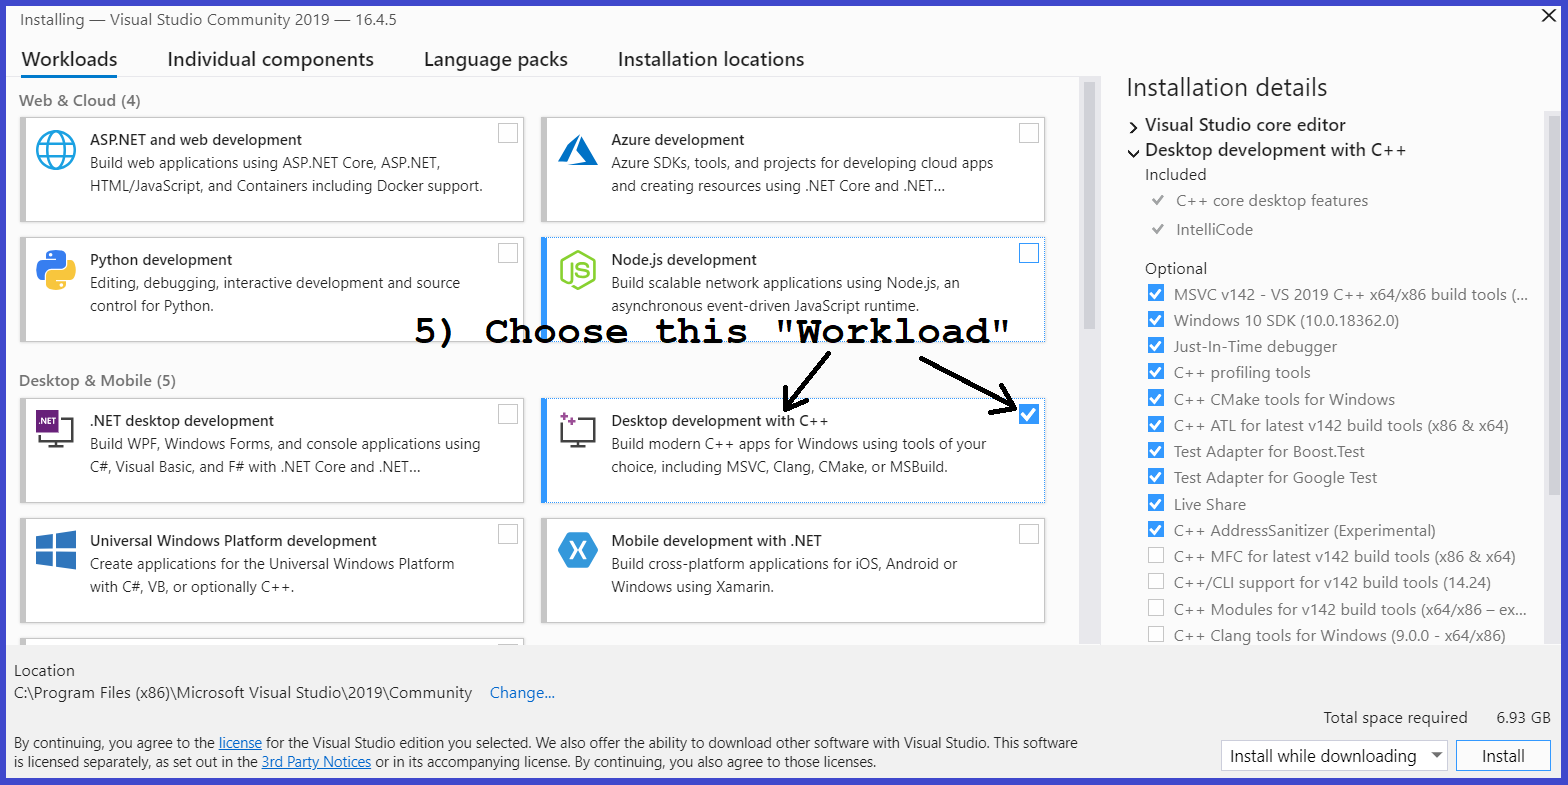 Installing — Visual Studio Community 2019 — 16.4.5
Workloads
Individual components
Language packs
Installation locations
Web & Cloud (4)
ASP.NET and web development
Build web applications using ASP.NET Core, ASP.NET,
HTML/JavaScript, and Containers including Docker support.
Azure development
Azure SDKs, tools, and projects for developing cloud apps
and creating resources using .NET Core and .NET...
Python development
Editing, debugging, interactive development and source
control for Python.
JS
Node.js development
Build scalable network applications using Node.js, an
asynchronous event-driven JavaScript runtime.
5) Choose this "Workload"
Desktop & Mobile (5)
.NET
.NET desktop development
Build WPF, Windows Forms, and console applications using
C#, Visual Basic, and F# with .NET Core and .NET...
Desktop development with C++
Build modern C++ apps for Windows using tools of your
choice, including MSVC, Clang, CMake, or MSBuild.
Universal Windows Platform development
Create applications for the Universal Windows Platform
with C#, VB, or optionally C++.
Mobile development with .NET
Build cross-platform applications for iOS, Android or
Windows using Xamarin.
Installation details
Visual Studio core editor
Desktop development with C++
Included
C++ core desktop features
IntelliCode
Optional
MSVC v142 - VS 2019 C++ x64/x86 build tools (...
Windows 10 SDK (10.0.18362.0)
Just-In-Time debugger
C++ profiling tools
C++ CMake tools for Windows
C++ ATL for latest v142 build tools (x86 & x64)
Test Adapter for Boost.Test
Test Adapter for Google Test
Live Share
C++ AddressSanitizer (Experimental)
C++ MFC for latest v142 build tools (x86 & x64)
C++/CLI support for v142 build tools (14.24)
C++ Modules for v142 build tools (x64/x86 – ex...
C++ Clang tools for Windows (9.0.0 - x64/x86)
Location
C:\Program Files (x86)\Microsoft Visual Studio\2019\Community Change...
Total space required 6.93 GB
By continuing, you agree to the license for the Visual Studio edition you selected. We also offer the ability to download other software with Visual Studio. This software
is licensed separately, as set out in the 3rd Party Notices or in its accompanying license. By continuing, you also agree to those licenses.
Install while downloading
Install